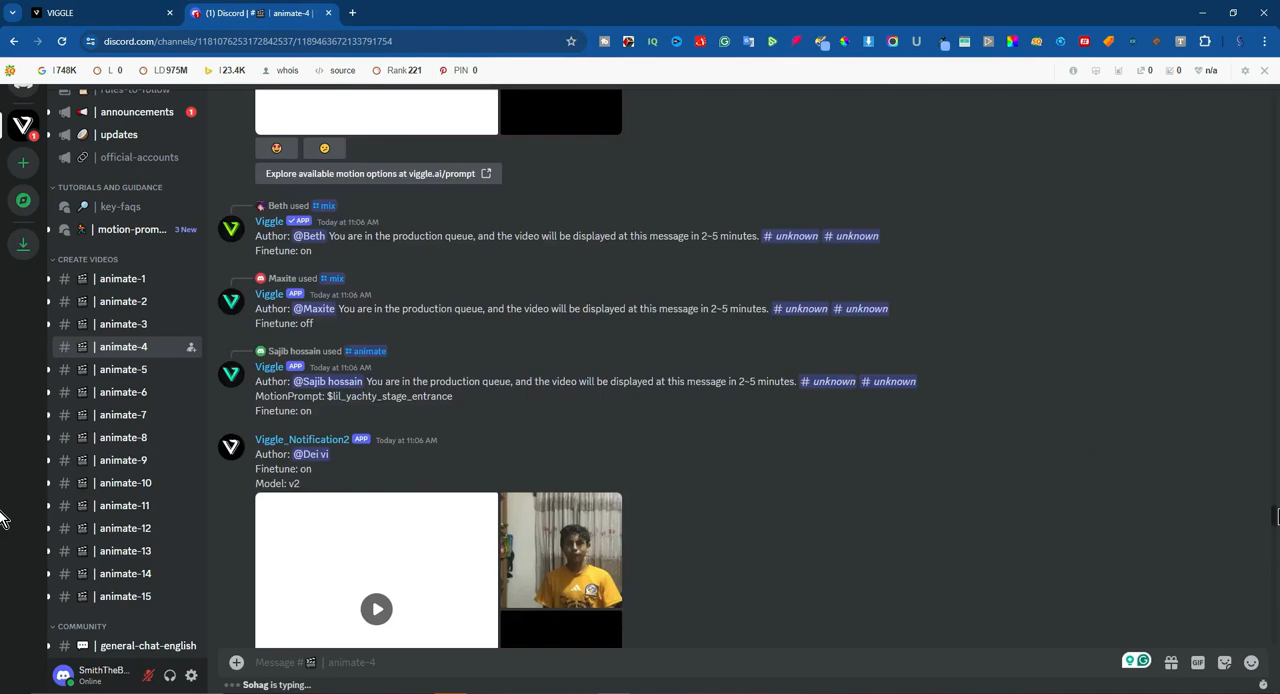 VIGGLE
(1) Discord | # | animate-4 |
discord.com/channels/1181076253172842537/1189463672133791754
I 748K
L 0
LD 975M
I 23.4K
whois
source
Rank 221
PIN 0
0
0
n/a
rules-to-follow
announcements 1
updates
official-accounts
TUTORIALS AND GUIDANCE
key-faqs
| motion-prom... 3 New
CREATE VIDEOS
# | animate-1
# | animate-2
# | animate-3
# | animate-4
# | animate-5
# | animate-6
# | animate-7
# | animate-8
# | animate-9
# | animate-10
# | animate-11
# | animate-12
# | animate-13
# | animate-14
# | animate-15
COMMUNITY
# | general-chat-english
SmithTheB...
Online
Explore available motion options at viggle.ai/prompt
Beth used mix
Viggle ✓ APP Today at 11:06 AM
Author: @Beth You are in the production queue, and the video will be displayed at this message in 2~5 minutes. # unknown # unknown
Finetune: on
Maxite used mix
Viggle APP Today at 11:06 AM
Author: @Maxite You are in the production queue, and the video will be displayed at this message in 2~5 minutes. # unknown # unknown
Finetune: off
Sajib hossain used animate
Viggle APP Today at 11:06 AM
Author: @Sajib hossain You are in the production queue, and the video will be displayed at this message in 2~5 minutes. # unknown # unknown
MotionPrompt: $lil_yachty_stage_entrance
Finetune: on
Viggle_Notification2 APP Today at 11:06 AM
Author: @Dei vi
Finetune: on
Model: v2
Message # | animate-4
GIF
Sohag is typing...